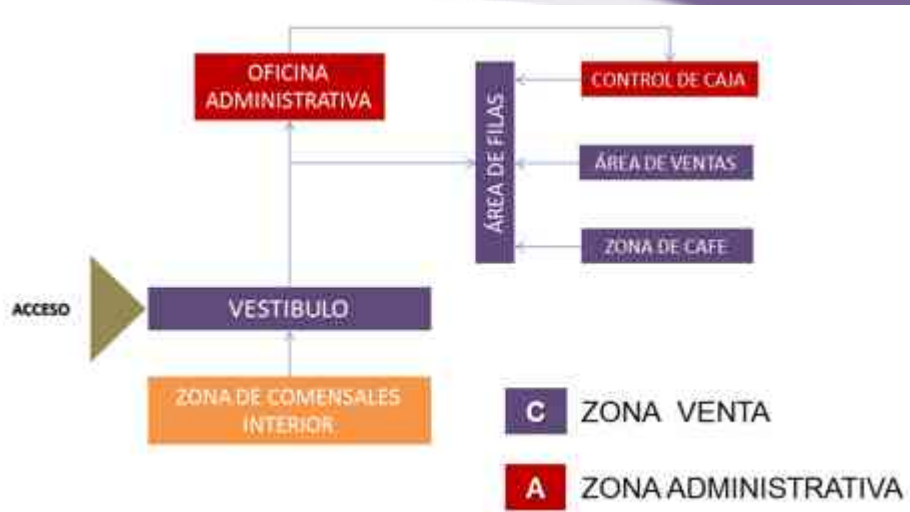 OFICINA
ADMINISTRATIVA
CONTROL DE CAJA
ÁREA DE FILAS
ÁREA DE VENTAS
ZONA DE CAFE
ACCESO
VESTIBULO
ZONA DE COMENSALES
INTERIOR
C ZONA VENTA
A ZONA ADMINISTRATIVA